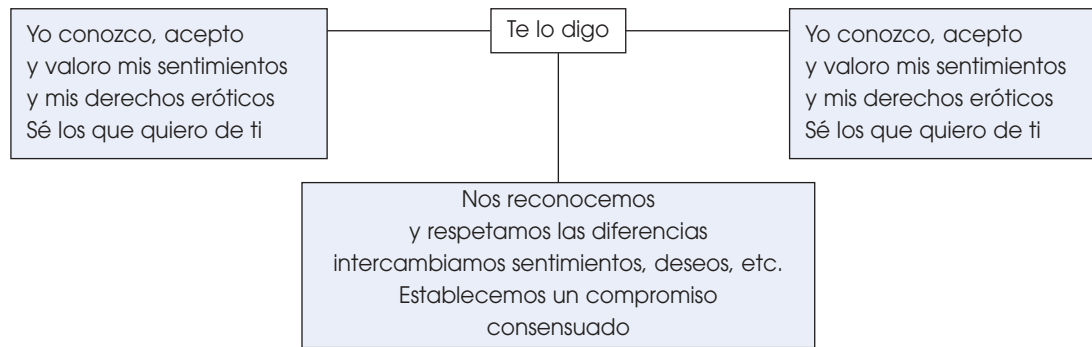 Yo conozco, acepto
y valoro mis sentimientos
y mis derechos eróticos
Sé los que quiero de ti
Te lo digo
Yo conozco, acepto
y valoro mis sentimientos
y mis derechos eróticos
Sé los que quiero de ti
Nos reconocemos
y respetamos las diferencias
intercambiamos sentimientos, deseos, etc.
Establecemos un compromiso
consensuado